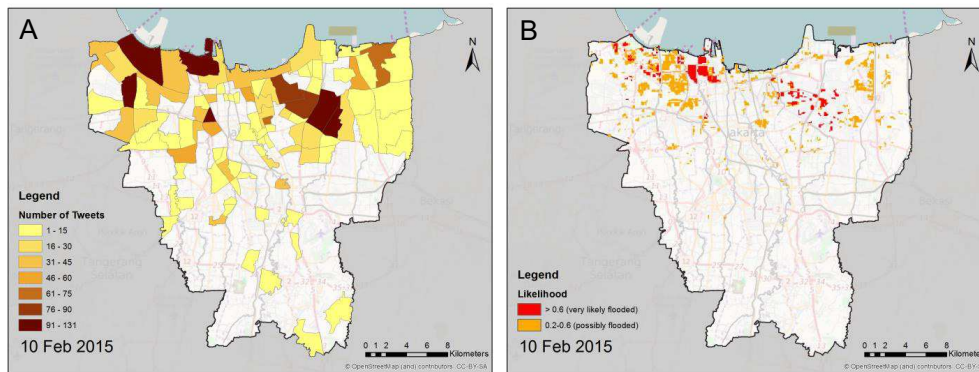 A
N
Legend
Number of Tweets
1 - 15
16 - 30
31 - 45
46 - 60
61 - 75
76 - 90
91 - 131
10 Feb 2015
0 1 2 4 6 8
Kilometers
© OpenStreetMap (and) contributors CC-BY-SA
B
N
akarta
Legend
Likelihood
> 0.6 (very likely flooded)
0.2-0.6 (possibly flooded)
10 Feb 2015
0 1 2 4 6 8
Kilometers
© OpenStreetMap (and) contributors CC-BY-SA